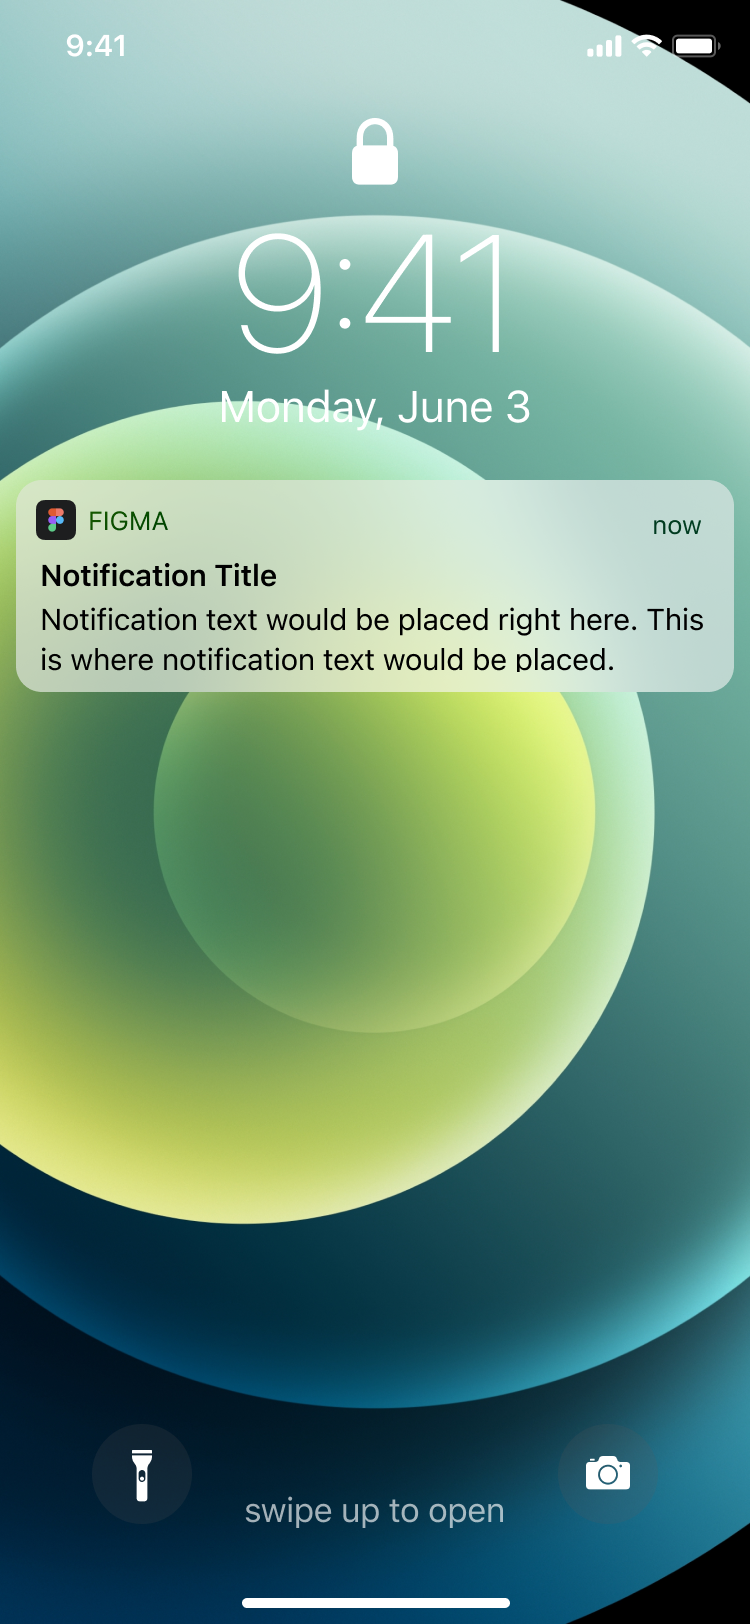 9:41
9:41
Monday, June 3
FIGMA
now
Notification Title
Notification text would be placed right here. This
is where notification text would be placed.
swipe up to open